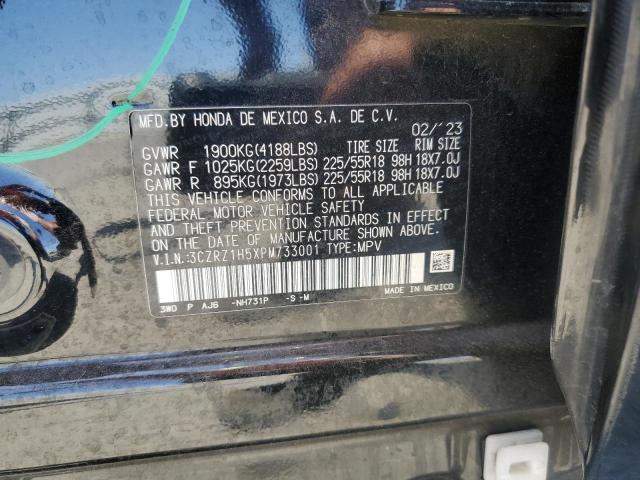 MFD.BY HONDA DE MEXICO S.A. DE C.V.
02/'23
GVWR 1900KG(4188LBS) TIRE SIZE RIM SIZE
GAWR F 1025KG(2259LBS) 225/55R18 98H 18X7.0J
GAWR R 895KG(1973LBS) 225/55R18 98H 18X7.0J
THIS VEHICLE CONFORMS TO ALL APPLICABLE
FEDERAL MOTOR VEHICLE SAFETY
AND THEFT PREVENTION STANDARDS IN EFFECT
ON THE DATE OF MANUFACTURE SHOWN ABOVE.
V.I.N:3CZRZ1H5XPM733001 TYPE:MPV
3WD P AJ6 -NH731P -S-M
MADE IN MEXICO